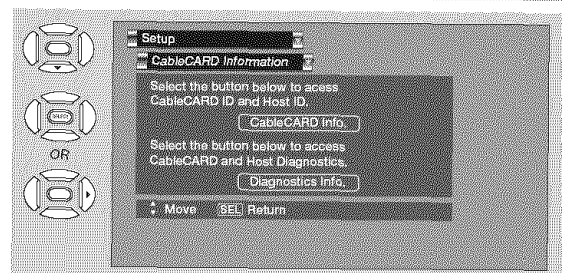 Setup
CableCARD Information
Select the button below to acess
CableCARD ID and Host ID.
CableCARD Info.
Select the button below to access
CableCARD and Host Diagnostics.
Diagnostics Info.
Move SEL Return
SELECT
OR